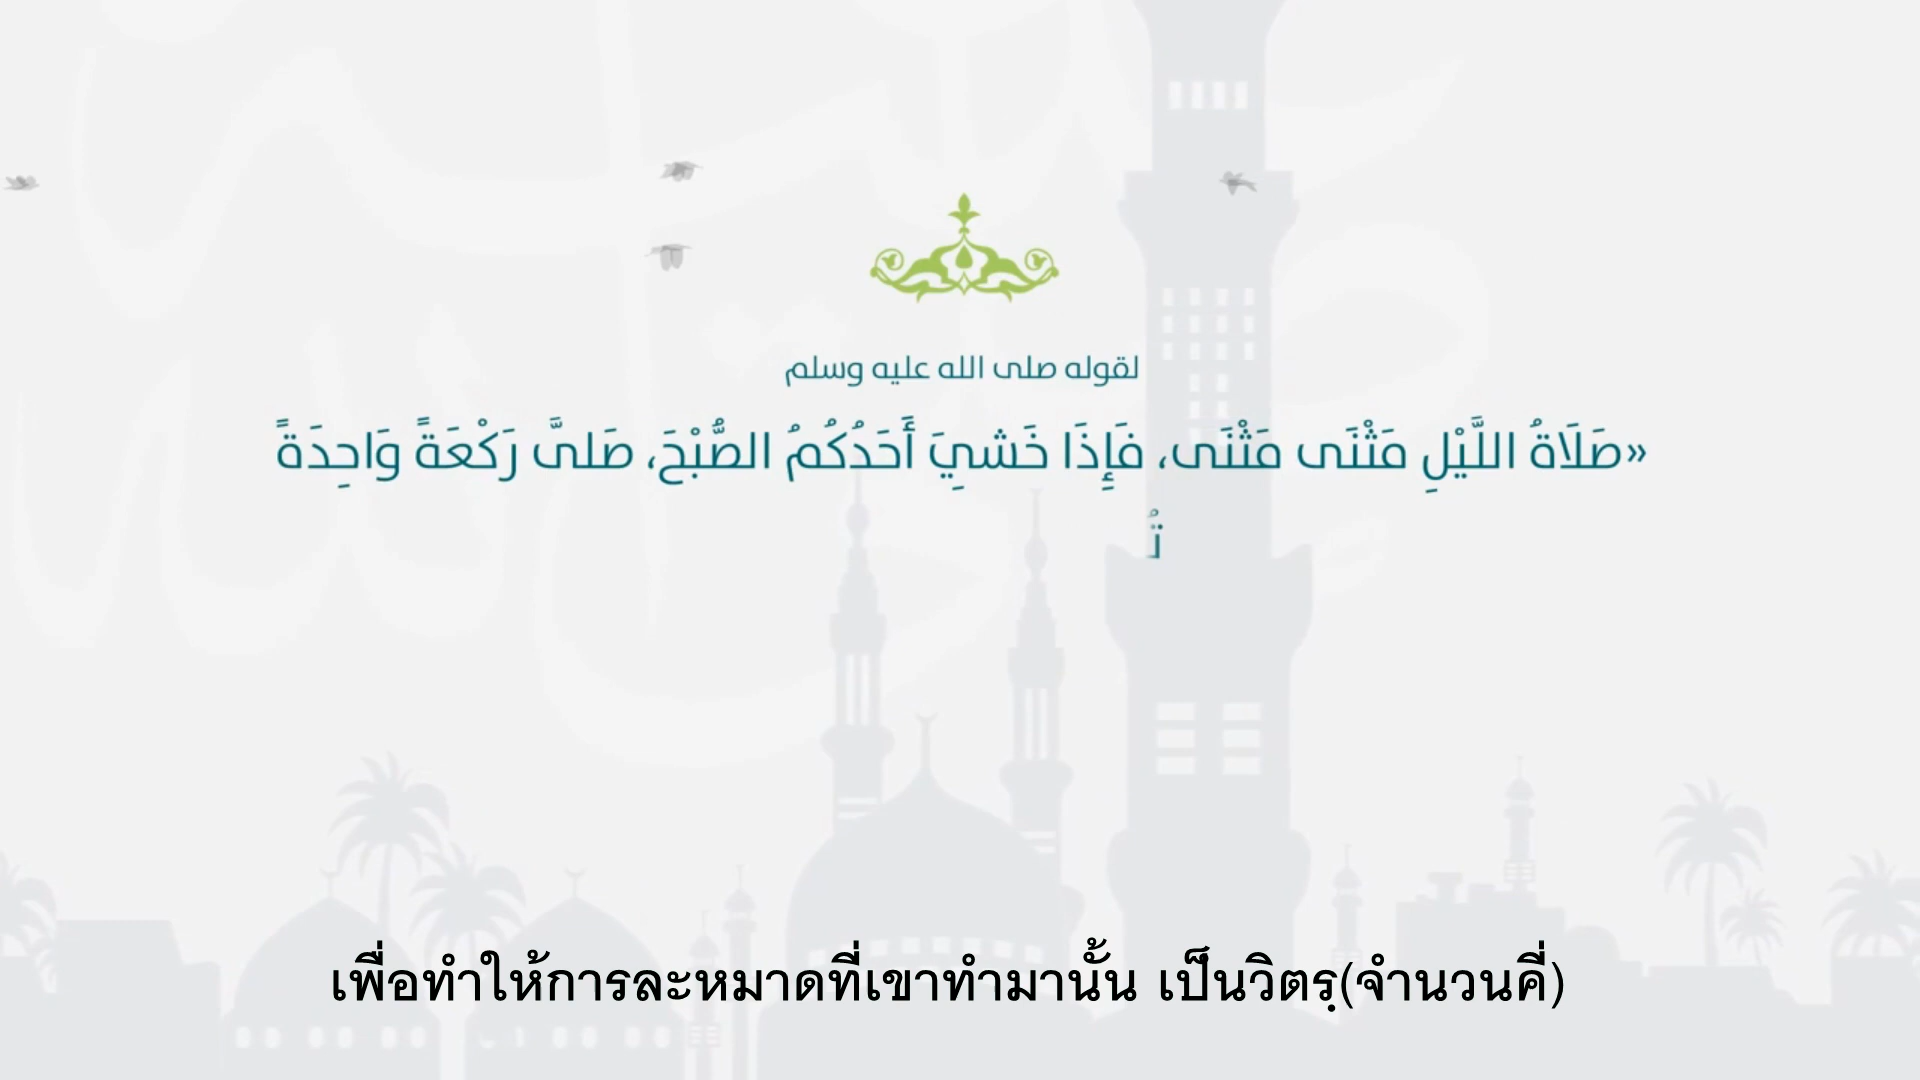 لقوله صلى الله عليه وسلم
«صَلَاةُ اللَّيْلِ مَثْنَى مَثْنَى، فَإِذَا خَشِيَ أَحَدُكُمُ الصُّبْحَ، صَلىَّ رَكْعَةً وَاحِدَةً
تُ
เพื่อทำให้การละหมาดที่เขาทำมานั้น เป็นวิตรฺ(จำนวนคี่)